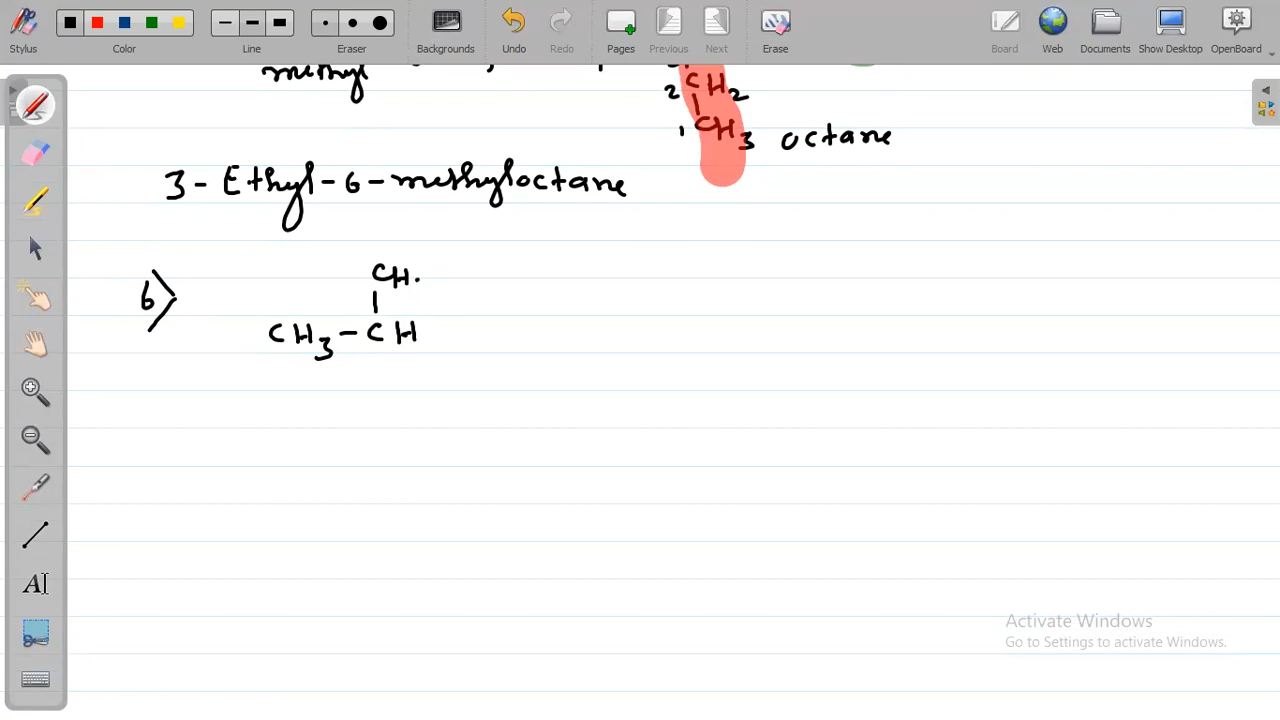 Stylus Color Line Eraser Backgrounds Undo Redo Pages Previous Next Erase Board Web Documents Show Desktop OpenBoard
methyl
2 CH2
1 CH3 octane
3-Ethyl-6-methyloctane
6> CH
CH3-CH
AI
Activate Windows
Go to Settings to activate Windows.